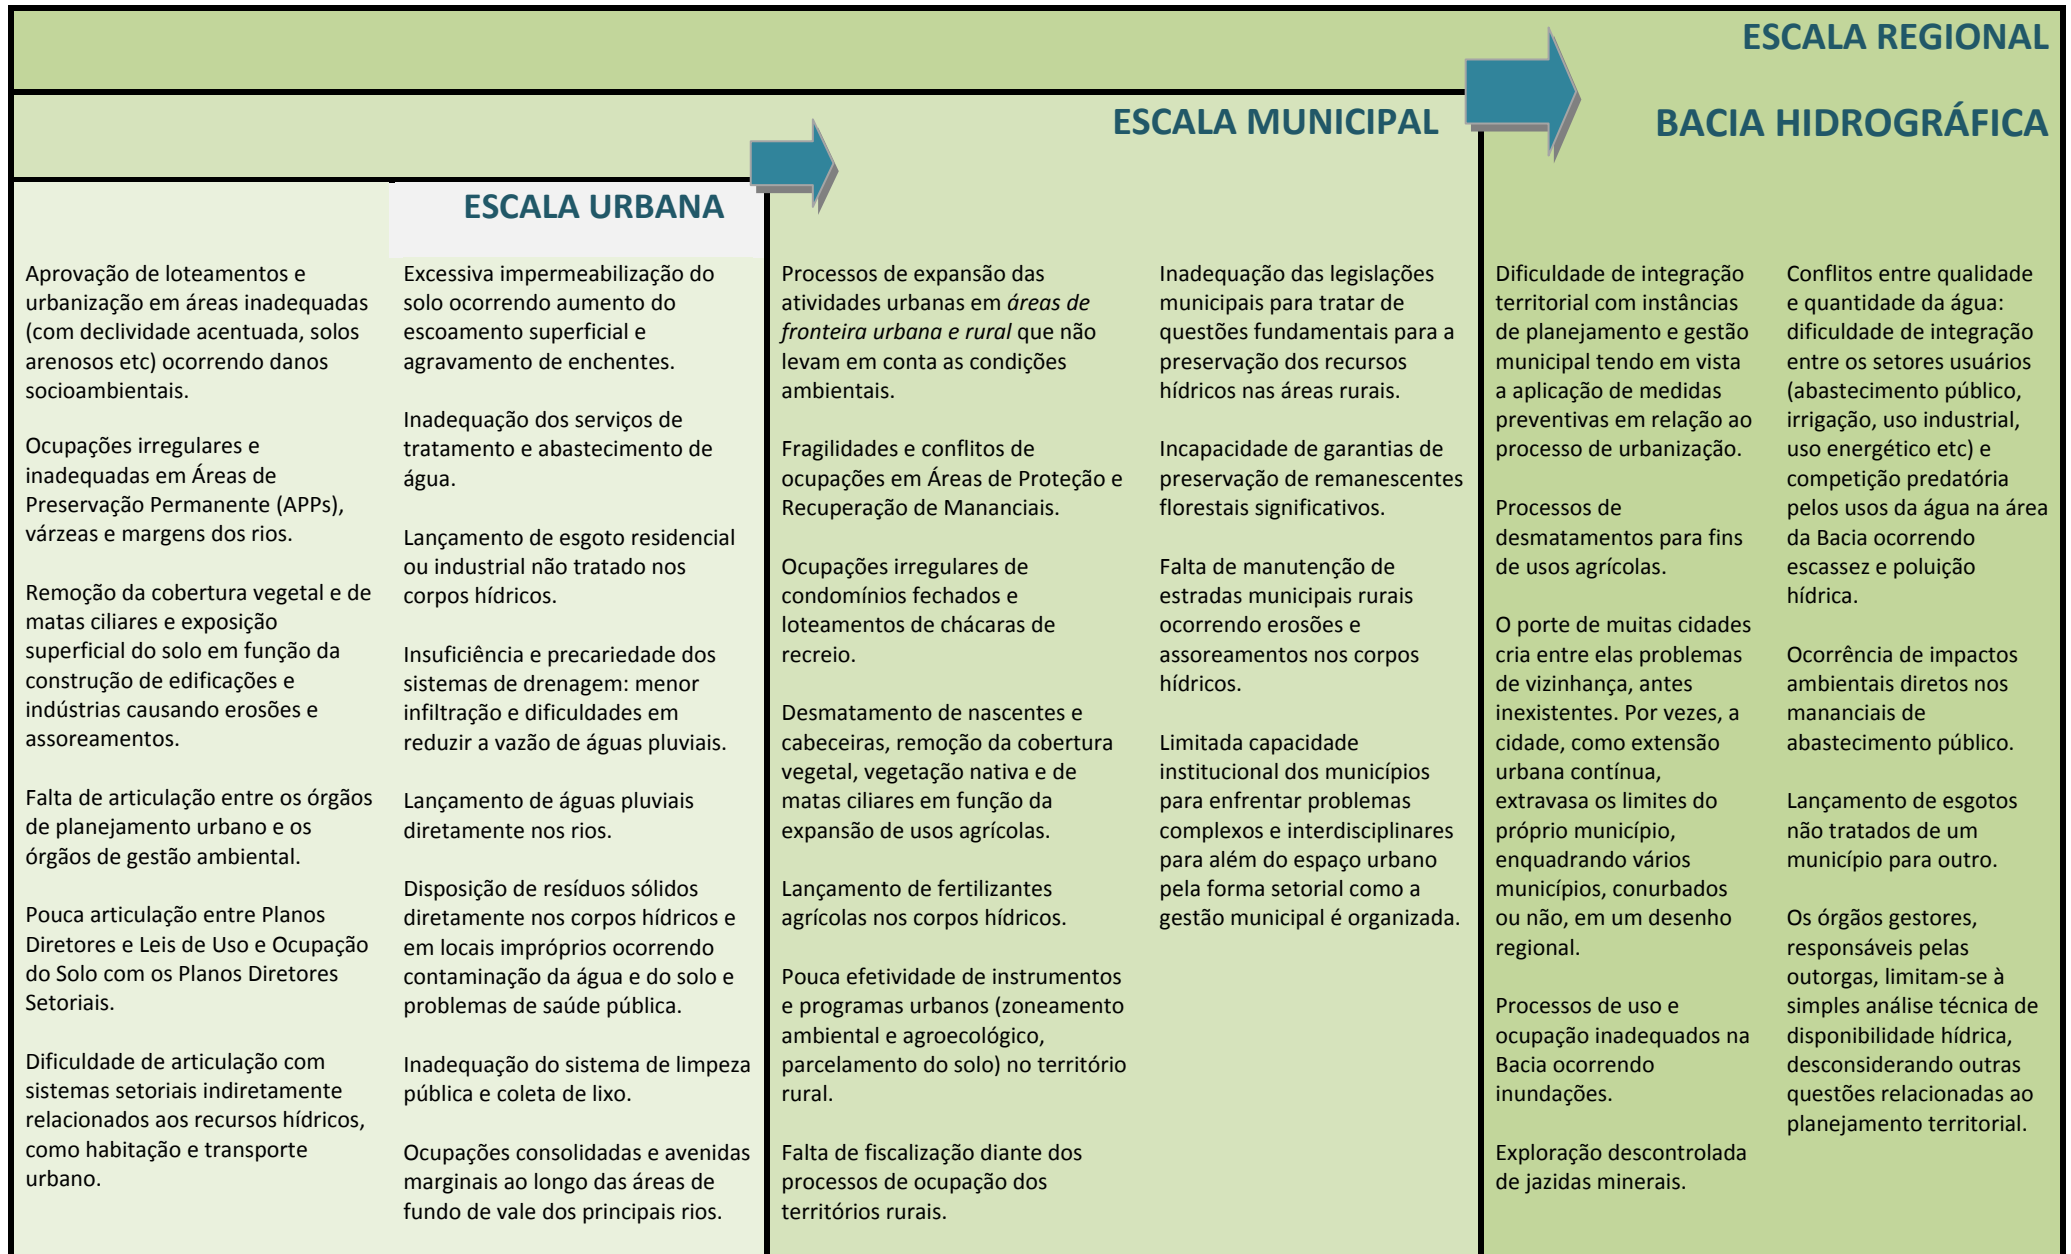 ESCALA REGIONAL
BACIA HIDROGRÁFICA
ESCALA MUNICIPAL
ESCALA URBANA
Aprovação de loteamentos e
urbanização em áreas inadequadas
(com declividade acentuada, solos
arenosos etc) ocorrendo danos
socioambientais.
Ocupações irregulares e
inadequadas em Áreas de
Preservação Permanente (APPs),
várzeas e margens dos rios.
Remoção da cobertura vegetal e de
matas ciliares e exposição
superficial do solo em função da
construção de edificações e
indústrias causando erosões e
assoreamentos.
Falta de articulação entre os órgãos
de planejamento urbano e os
órgãos de gestão ambiental.
Pouca articulação entre Planos
Diretores e Leis de Uso e Ocupação
do Solo com os Planos Diretores
Setoriais.
Dificuldade de articulação com
sistemas setoriais indiretamente
relacionados aos recursos hídricos,
como habitação e transporte
urbano.
Excessiva impermeabilização do
solo ocorrendo aumento do
escoamento superficial e
agravamento de enchentes.
Inadequação dos serviços de
tratamento e abastecimento de
água.
Lançamento de esgoto residencial
ou industrial não tratado nos
corpos hídricos.
Insuficiência e precariedade dos
sistemas de drenagem: menor
infiltração e dificuldades em
reduzir a vazão de águas pluviais.
Lançamento de águas pluviais
diretamente nos rios.
Disposição de resíduos sólidos
diretamente nos corpos hídricos e
em locais impróprios ocorrendo
contaminação da água e do solo e
problemas de saúde pública.
Inadequação do sistema de limpeza
pública e coleta de lixo.
Ocupações consolidadas e avenidas
marginais ao longo das áreas de
fundo de vale dos principais rios.
Processos de expansão das
atividades urbanas em áreas de
fronteira urbana e rural que não
levam em conta as condições
ambientais.
Fragilidades e conflitos de
ocupações em Áreas de Proteção e
Recuperação de Mananciais.
Ocupações irregulares de
condomínios fechados e
loteamentos de chácaras de
recreio.
Desmatamento de nascentes e
cabeceiras, remoção da cobertura
vegetal, vegetação nativa e de
matas ciliares em função da
expansão de usos agrícolas.
Lançamento de fertilizantes
agrícolas nos corpos hídricos.
Pouca efetividade de instrumentos
e programas urbanos (zoneamento
ambiental e agroecológico,
parcelamento do solo) no território
rural.
Falta de fiscalização diante dos
processos de ocupação dos
territórios rurais.
Inadequação das legislações
municipais para tratar de
questões fundamentais para a
preservação dos recursos
hídricos nas áreas rurais.
Incapacidade de garantias de
preservação de remanescentes
florestais significativos.
Falta de manutenção de
estradas municipais rurais
ocorrendo erosões e
assoreamentos nos corpos
hídricos.
Limitada capacidade
institucional dos municípios
para enfrentar problemas
complexos e interdisciplinares
para além do espaço urbano
pela forma setorial como a
gestão municipal é organizada.
Dificuldade de integração
territorial com instâncias
de planejamento e gestão
municipal tendo em vista
a aplicação de medidas
preventivas em relação ao
processo de urbanização.
Processos de
desmatamentos para fins
de usos agrícolas.
O porte de muitas cidades
cria entre elas problemas
de vizinhança, antes
inexistentes. Por vezes, a
cidade, como extensão
urbana contínua,
extravasa os limites do
próprio município,
enquadrando vários
municípios, conurbados
ou não, em um desenho
regional.
Processos de uso e
ocupação inadequados na
Bacia ocorrendo
inundações.
Exploração descontrolada
de jazidas minerais.
Conflitos entre qualidade
e quantidade da água:
dificuldade de integração
entre os setores usuários
(abastecimento público,
irrigação, uso industrial,
uso energético etc) e
competição predatória
pelos usos da água na área
da Bacia ocorrendo
escassez e poluição
hídrica.
Ocorrência de impactos
ambientais diretos nos
mananciais de
abastecimento público.
Lançamento de esgotos
não tratados de um
município para outro.
Os órgãos gestores,
responsáveis pelas
outorgas, limitam-se à
simples análise técnica de
disponibilidade hídrica,
desconsiderando outras
questões relacionadas ao
planejamento territorial.